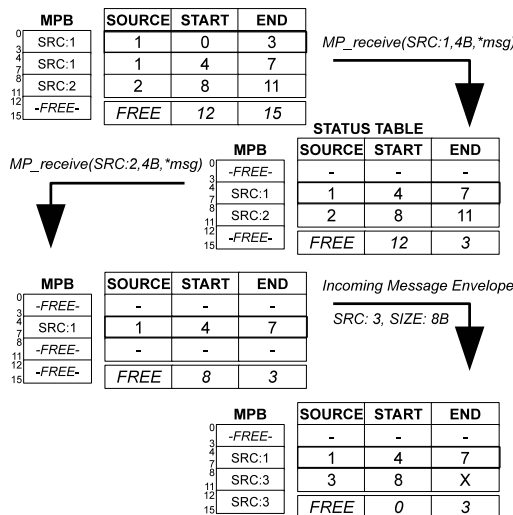 MPB SOURCE START END
0 3 SRC:1 1 0 3
4 7 SRC:1 1 4 7
8 11 SRC:2 2 8 11
12 15 -FREE- FREE 12 15
MP_receive(SRC:1,4B,*msg)
STATUS TABLE
MPB SOURCE START END
0 3 -FREE- - - -
4 7 SRC:1 1 4 7
8 11 SRC:2 2 8 11
12 15 -FREE- FREE 12 3
MP_receive(SRC:2,4B,*msg)
MPB SOURCE START END
0 3 -FREE- - - -
4 7 SRC:1 1 4 7
8 11 -FREE- - - -
12 15 -FREE- FREE 8 3
Incoming Message Envelope
SRC: 3, SIZE: 8B
MPB SOURCE START END
0 3 -FREE- - - -
4 7 SRC:1 1 4 7
8 11 SRC:3 3 8 X
12 15 SRC:3 FREE 0 3